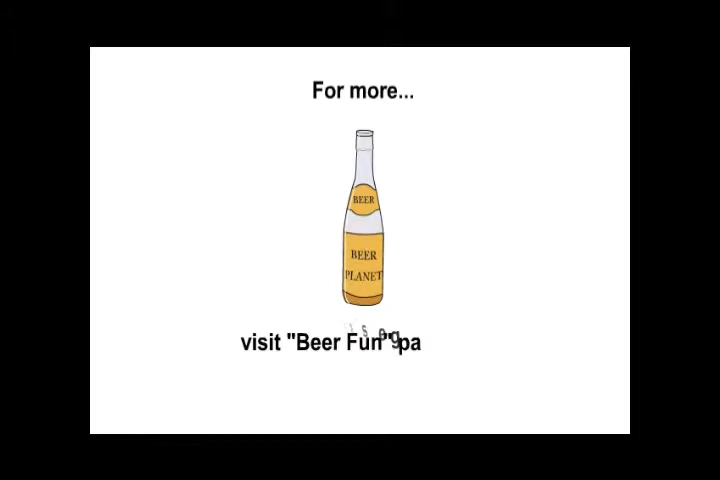 For more...
BEER
BEER
PLANET
visit "Beer Fun" pa